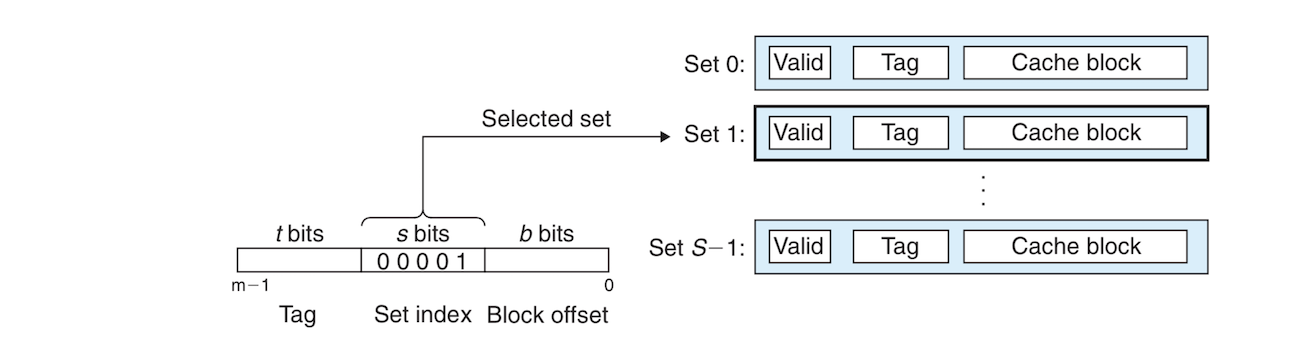 Set 0: Valid Tag Cache block
Selected set
Set 1: Valid Tag Cache block
⋮
t bits s bits b bits
Set S−1: Valid Tag Cache block
0 0 0 0 1
m−1 0
Tag Set index Block offset